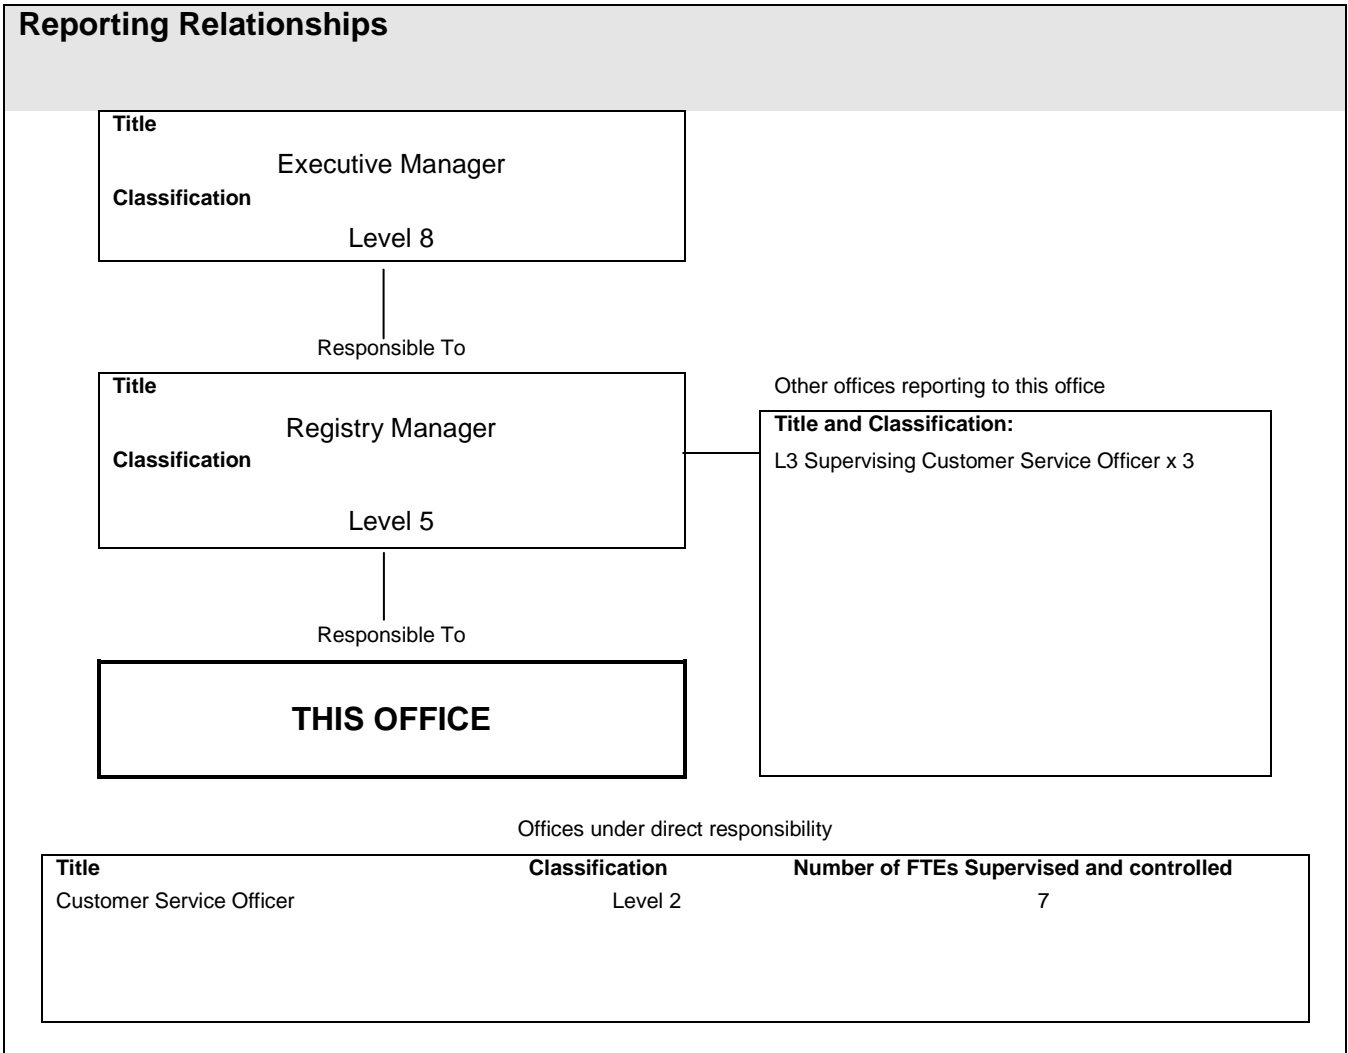 Reporting Relationships
Title
Executive Manager
Classification
Level 8
Responsible To
Title
Registry Manager
Classification
Level 5
Other offices reporting to this office
Title and Classification:
L3 Supervising Customer Service Officer x 3
Responsible To
THIS OFFICE
Offices under direct responsibility
Title Classification Number of FTEs Supervised and controlled
Customer Service Officer Level 2 7